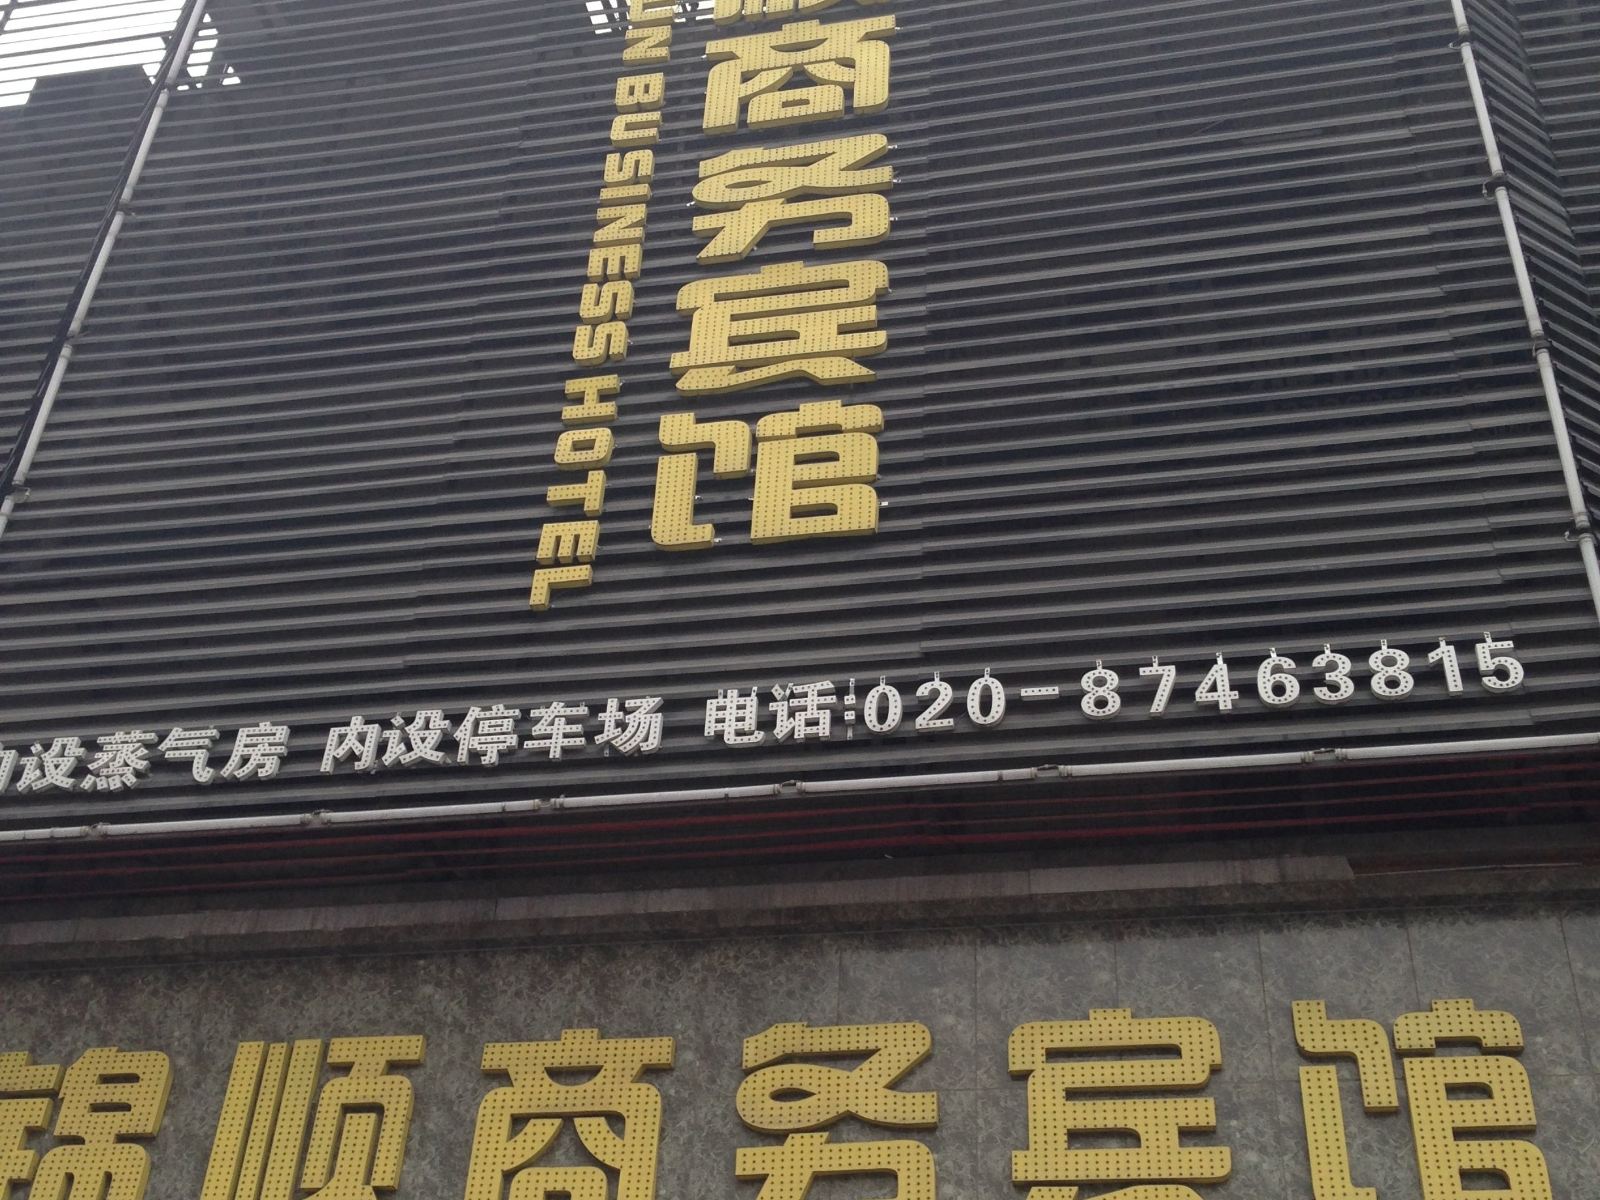 商务宾馆
BUSINESS HOTEL
内设蒸气房 内设停车场 电话:020-87463815
锦顺商务宾馆